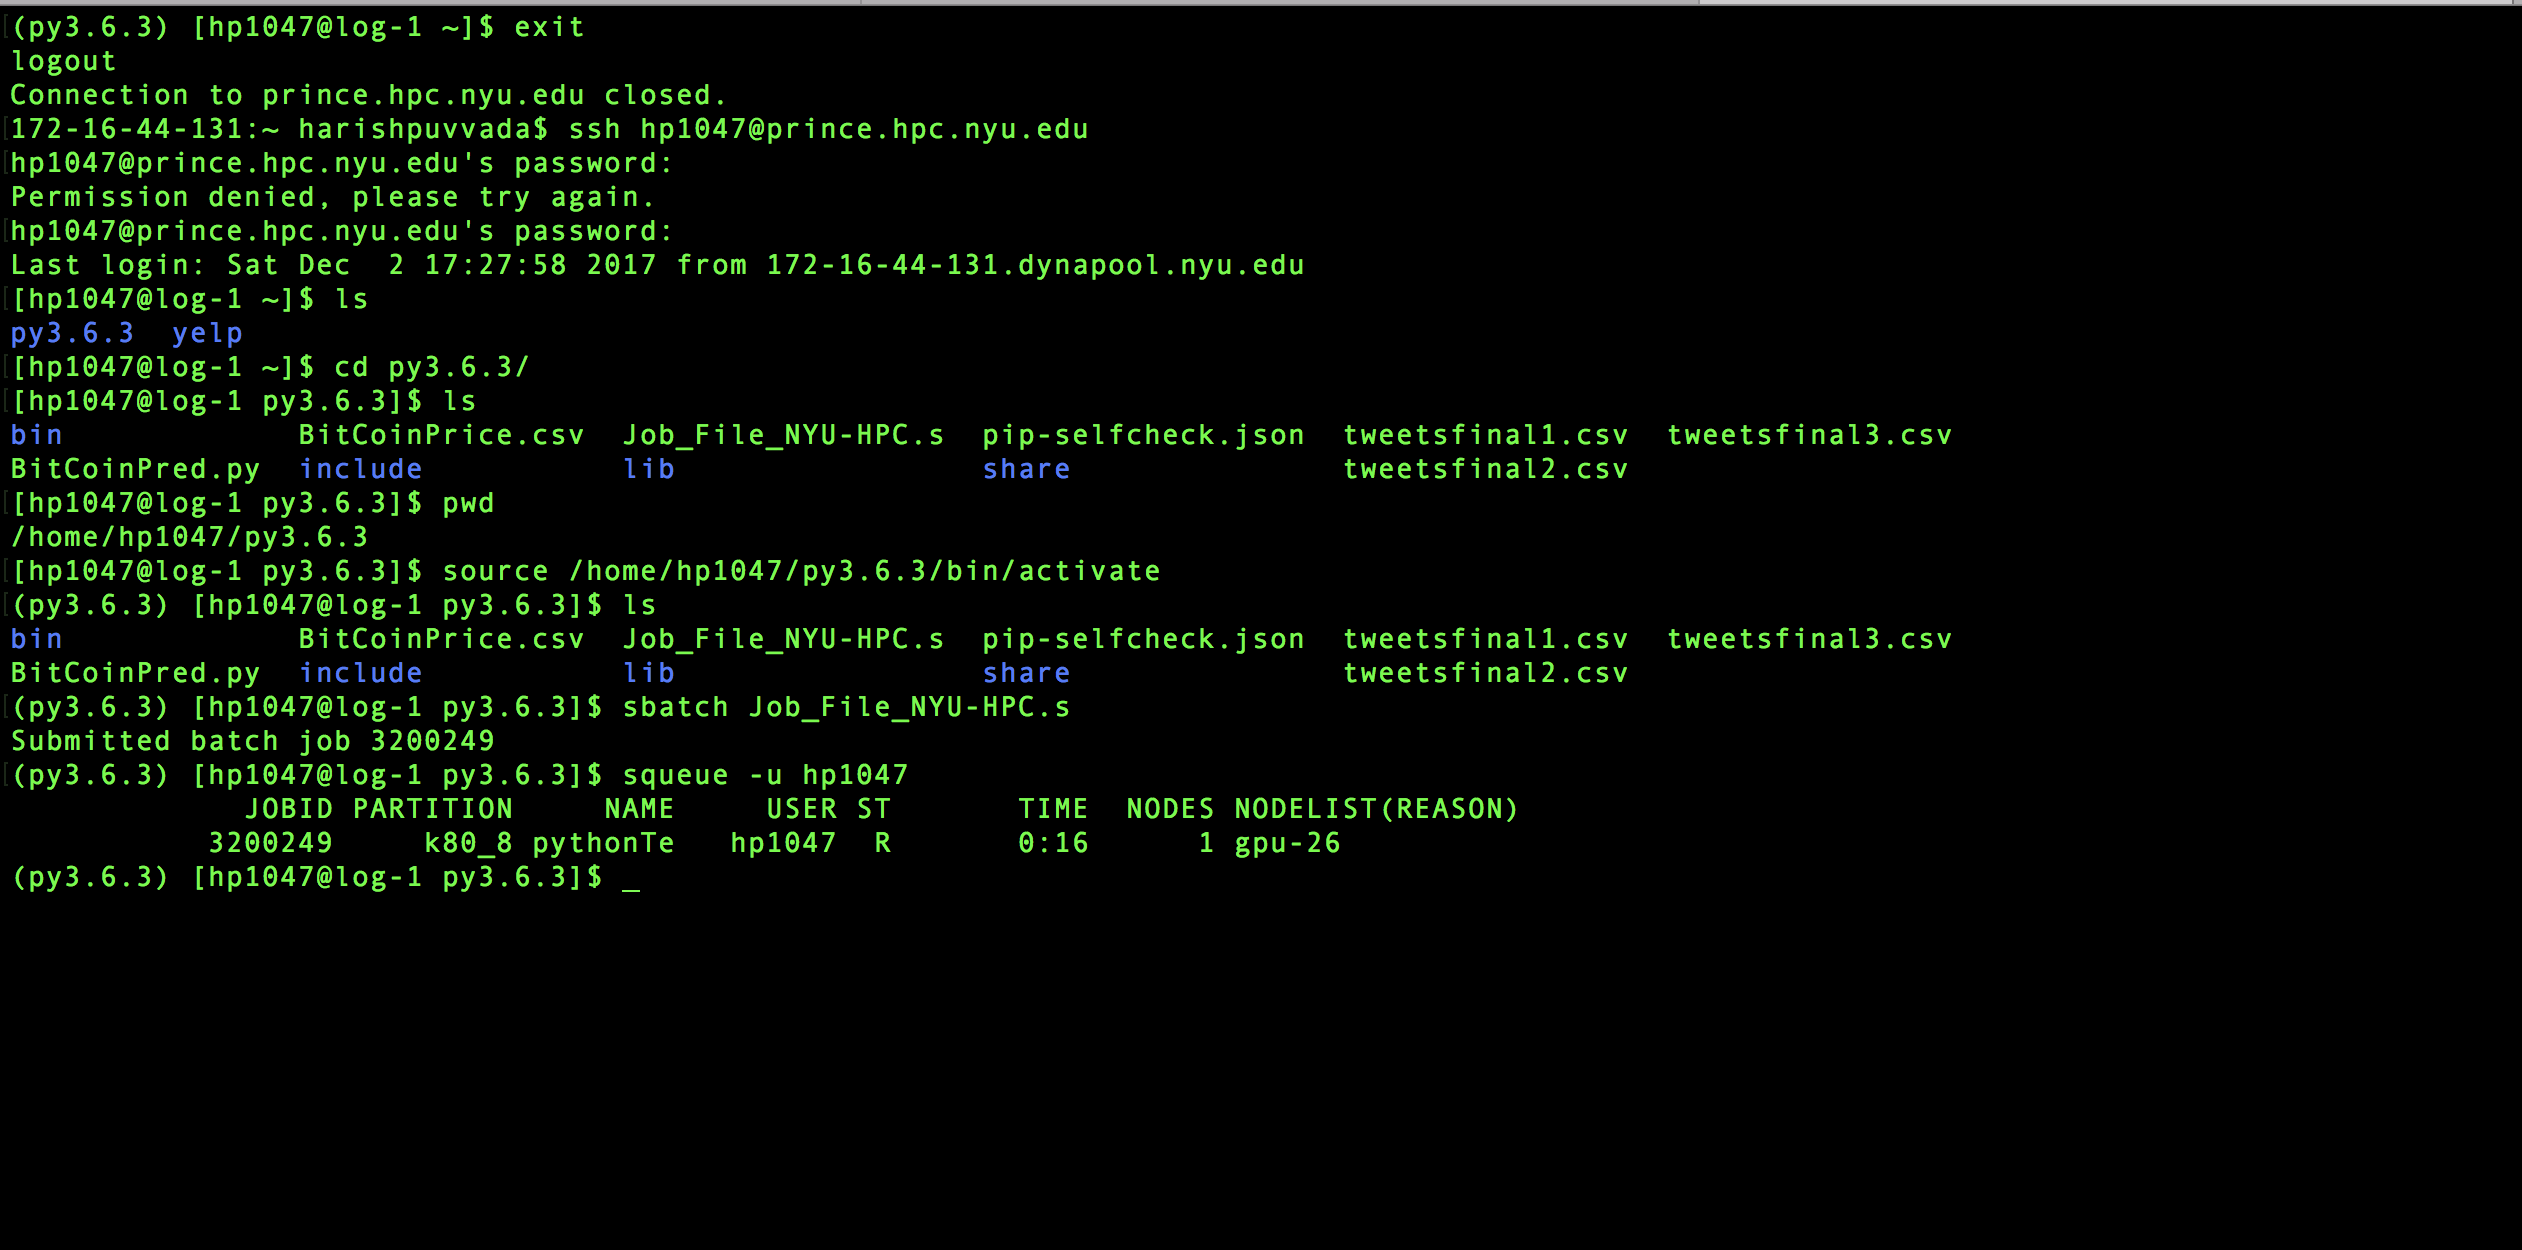 (py3.6.3) [hp1047@log-1 ~]$ exit
logout
Connection to prince.hpc.nyu.edu closed.
172-16-44-131:~ harishpuvvada$ ssh hp1047@prince.hpc.nyu.edu
hp1047@prince.hpc.nyu.edu's password:
Permission denied, please try again.
hp1047@prince.hpc.nyu.edu's password:
Last login: Sat Dec  2 17:27:58 2017 from 172-16-44-131.dynapool.nyu.edu
[hp1047@log-1 ~]$ ls
py3.6.3  yelp
[hp1047@log-1 ~]$ cd py3.6.3/
[hp1047@log-1 py3.6.3]$ ls
bin             BitCoinPrice.csv  Job_File_NYU-HPC.s  pip-selfcheck.json  tweetsfinal1.csv  tweetsfinal3.csv
BitCoinPred.py  include           lib                 share               tweetsfinal2.csv
[hp1047@log-1 py3.6.3]$ pwd
/home/hp1047/py3.6.3
[hp1047@log-1 py3.6.3]$ source /home/hp1047/py3.6.3/bin/activate
(py3.6.3) [hp1047@log-1 py3.6.3]$ ls
bin             BitCoinPrice.csv  Job_File_NYU-HPC.s  pip-selfcheck.json  tweetsfinal1.csv  tweetsfinal3.csv
BitCoinPred.py  include           lib                 share               tweetsfinal2.csv
(py3.6.3) [hp1047@log-1 py3.6.3]$ sbatch Job_File_NYU-HPC.s
Submitted batch job 3200249
(py3.6.3) [hp1047@log-1 py3.6.3]$ squeue -u hp1047
             JOBID PARTITION     NAME     USER ST       TIME  NODES NODELIST(REASON)
           3200249     k80_8 pythonTe   hp1047  R       0:16      1 gpu-26
(py3.6.3) [hp1047@log-1 py3.6.3]$ _